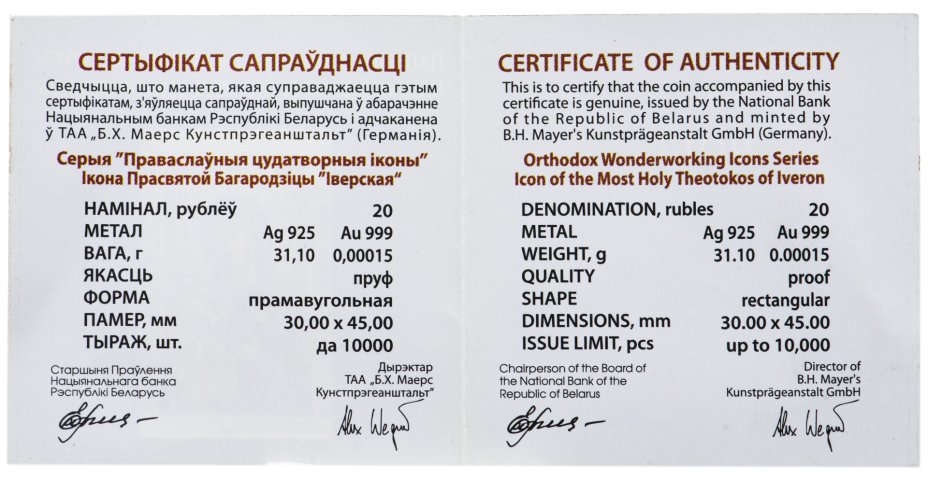 СЕРТЫФІКАТ САПРАЎДНАСЦІ
Сведчыцца, што манета, якая суправаджаецца гэтым
сертыфікатам, з'яўляецца сапраўднай, выпушчана ў абарачэнне
Нацыянальным банкам Рэспублікі Беларусь і адчаканена
ў ТАА „Б.Х. Маерс Кунстпрэгеанштальт” (Германія).
Серыя ”Праваслаўныя цудатворныя іконы”
Ікона Прасвятой Багародзіцы ”Іверская“
НАМІНАЛ, рублёў 20
МЕТАЛ Ag 925 Au 999
ВАГА, г 31,10 0,00015
ЯКАСЦЬ пруф
ФОРМА прамавугольная
ПАМЕР, мм 30,00 x 45,00
ТЫРАЖ, шт. да 10000
Старшыня Праўлення
Нацыянальнага банка
Рэспублікі Беларусь
Дырэктар
ТАА „Б.Х. Маерс
Кунстпрэгеанштальт”
Alex Wegner
CERTIFICATE OF AUTHENTICITY
This is to certify that the coin accompanied by this
certificate is genuine, issued by the National Bank
of the Republic of Belarus and minted by
B.H. Mayer's Kunstprägeanstalt GmbH (Germany).
Orthodox Wonderworking Icons Series
Icon of the Most Holy Theotokos of Iveron
DENOMINATION, rubles 20
METAL Ag 925 Au 999
WEIGHT, g 31.10 0.00015
QUALITY proof
SHAPE rectangular
DIMENSIONS, mm 30.00 x 45.00
ISSUE LIMIT, pcs up to 10,000
Chairperson of the Board of
the National Bank of the
Republic of Belarus
Director of
B.H. Mayer's
Kunstprägeanstalt GmbH
Alex Wegner